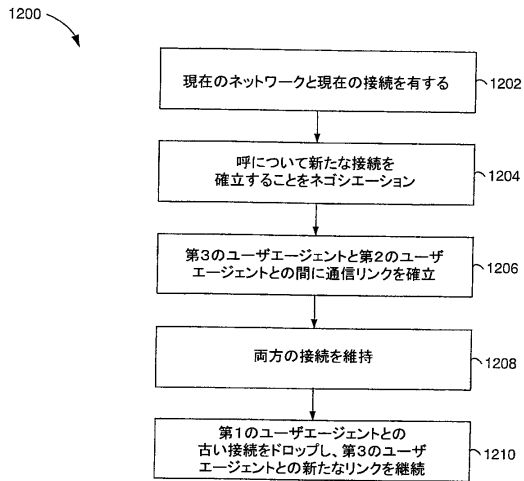 1200
現在のネットワークと現在の接続を有する
1202
呼について新たな接続を
確立することをネゴシエーション
1204
第3のユーザエージェントと第2のユーザ
エージェントとの間に通信リンクを確立
1206
両方の接続を維持
1208
第1のユーザエージェントとの
古い接続をドロップし、第3のユーザ
エージェントとの新たなリンクを継続
1210